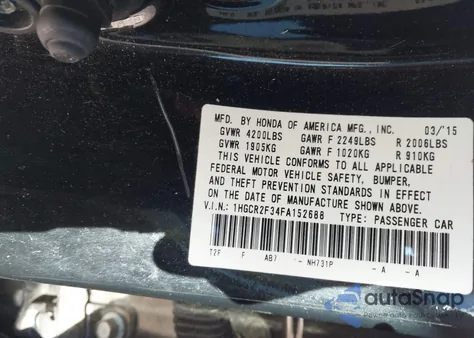 MFD. BY HONDA OF AMERICA MFG., INC. 03/'15
GVWR 4200LBS GAWR F 2249LBS R 2006LBS
GVWR 1905KG GAWR F 1020KG R 910KG
THIS VEHICLE CONFORMS TO ALL APPLICABLE
FEDERAL MOTOR VEHICLE SAFETY, BUMPER,
AND THEFT PREVENTION STANDARDS IN EFFECT
ON THE DATE OF MANUFACTURE SHOWN ABOVE.
V.I.N.: 1HGCR2F34FA152688 TYPE: PASSENGER CAR
T2F F AB7 - NH731P - A - A
autoSnap